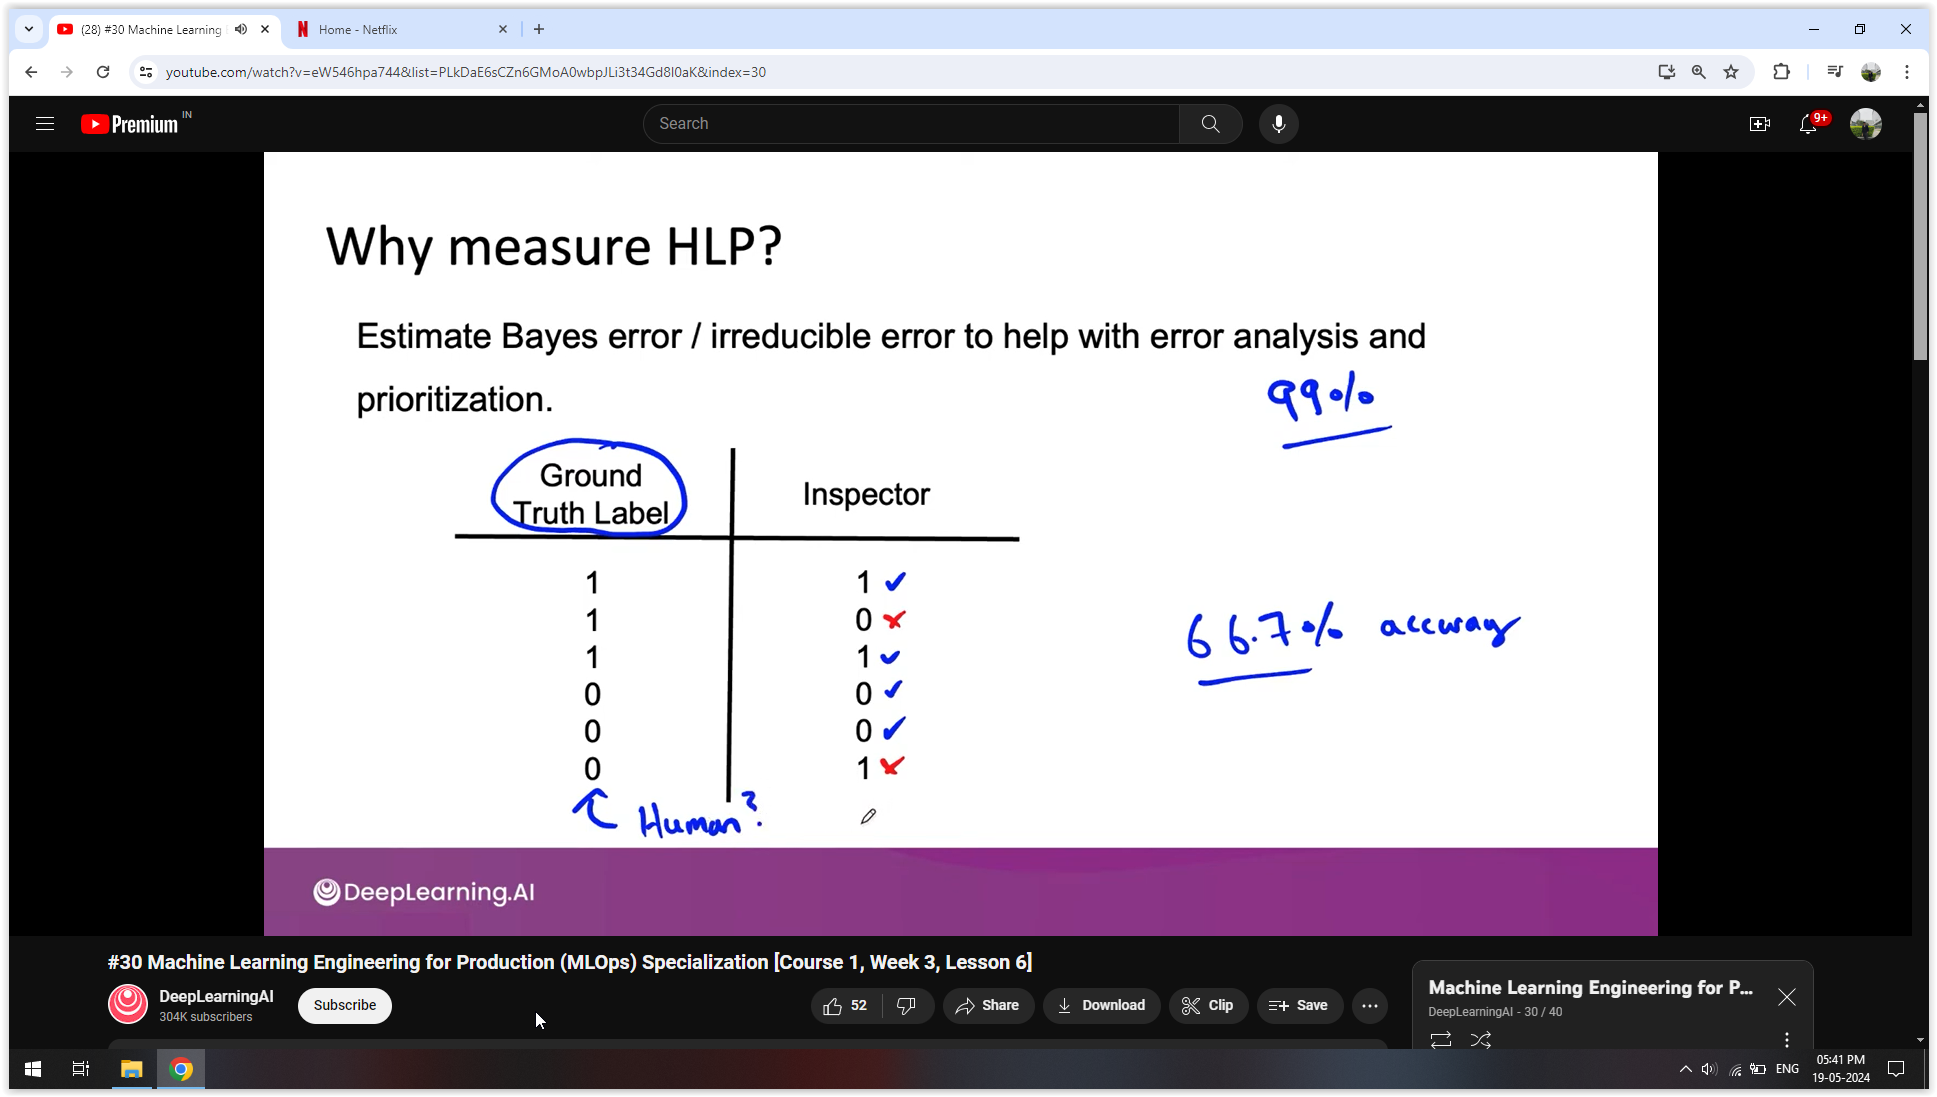 (28) #30 Machine Learning
Home - Netflix
youtube.com/watch?v=eW546hpa744&list=PLkDaE6sCZn6GMoA0wbpJLi3t34Gd8l0aK&index=30
Premium IN
Search
9+
Why measure HLP?
Estimate Bayes error / irreducible error to help with error analysis and
prioritization.
99%
Ground
Truth Label
Inspector
1 1
1 0
66.7% accuracy
1 1
0 0
0 0
0 1
Human?
DeepLearning.AI
#30 Machine Learning Engineering for Production (MLOps) Specialization [Course 1, Week 3, Lesson 6]
DeepLearningAI
304K subscribers
Subscribe
52
Share
Download
Clip
Save
Machine Learning Engineering for P...
DeepLearningAI - 30 / 40
ENG
05:41 PM
19-05-2024